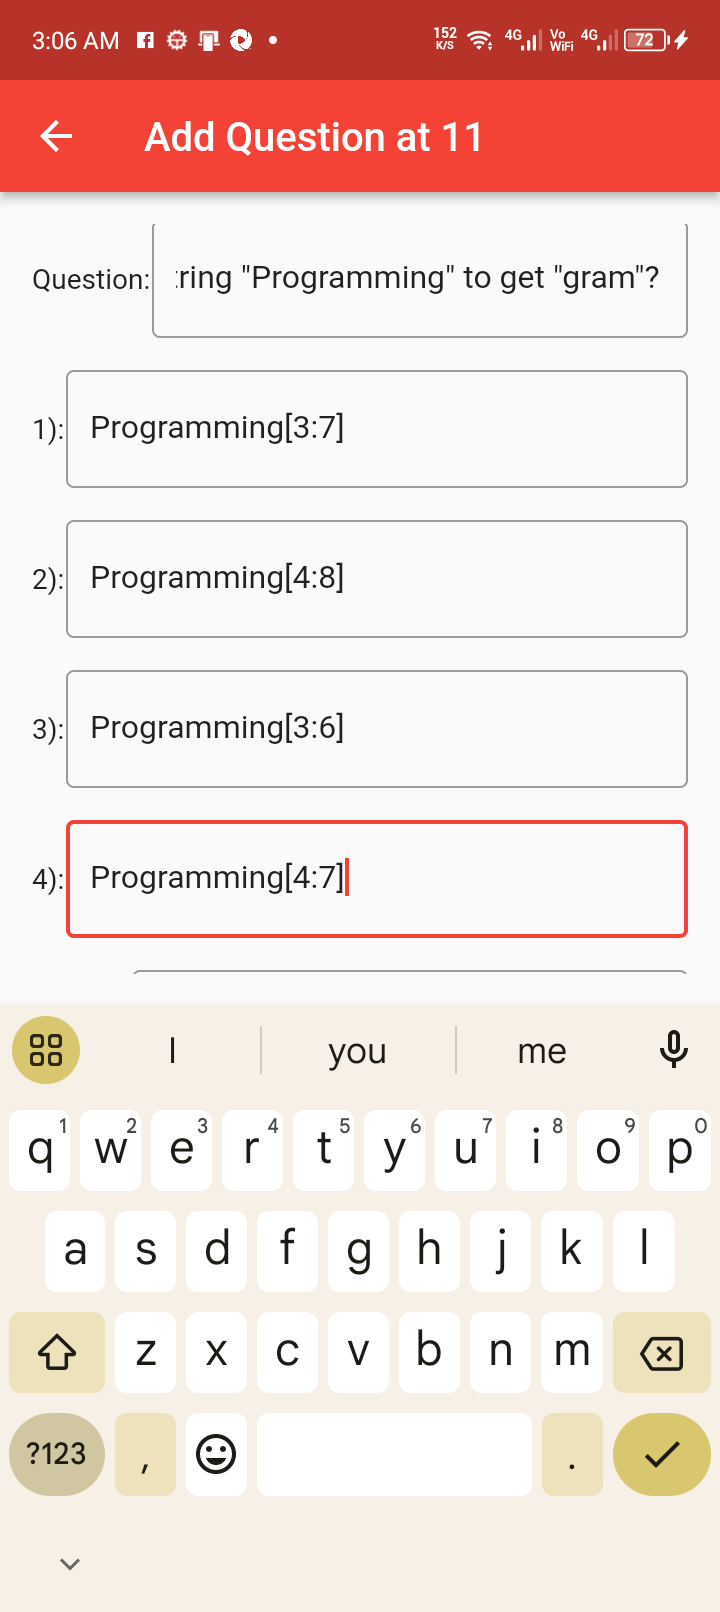 3:06 AM 152 K/S 4G Vo WiFi 4G 72
Add Question at 11
Question: ring "Programming" to get "gram"?
1): Programming[3:7]
2): Programming[4:8]
3): Programming[3:6]
4): Programming[4:7]
I you me
q1 w2 e3 r4 t5 y6 u7 i8 o9 p0
a s d f g h j k l
z x c v b n m
?123 , .